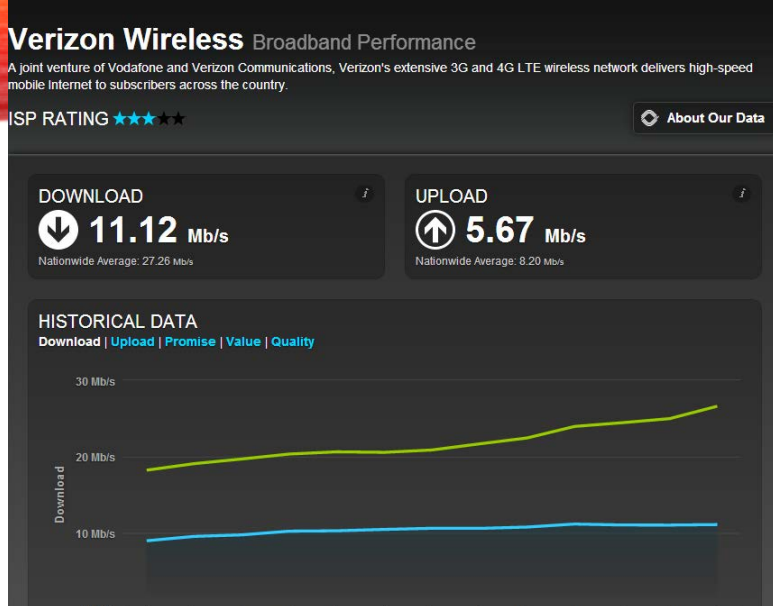 Verizon Wireless Broadband Performance
A joint venture of Vodafone and Verizon Communications, Verizon's extensive 3G and 4G LTE wireless network delivers high-speed
mobile Internet to subscribers across the country.
ISP RATING
About Our Data
DOWNLOAD
i
11.12 Mb/s
Nationwide Average: 27.26 Mb/s
UPLOAD
i
5.67 Mb/s
Nationwide Average: 8.20 Mb/s
HISTORICAL DATA
Download | Upload | Promise | Value | Quality
30 Mb/s
20 Mb/s
10 Mb/s
Download